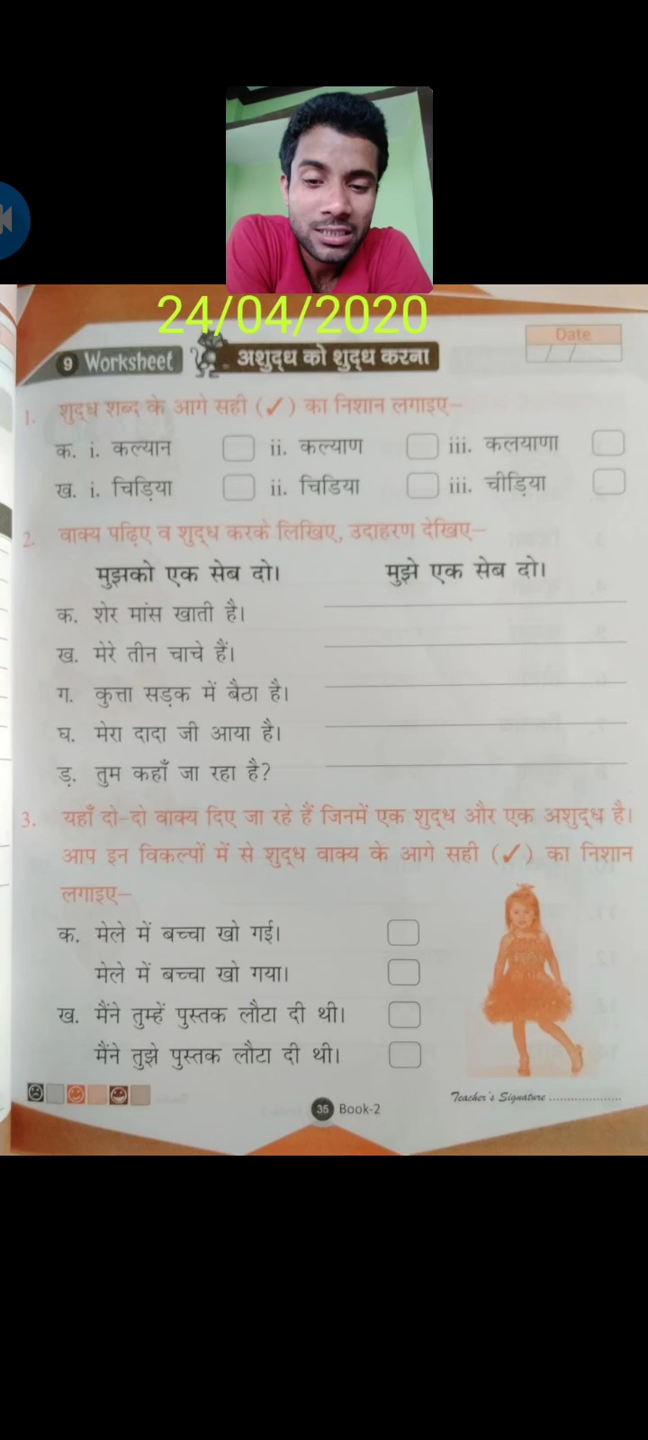 24/04/2020
9 Worksheet अशुद्ध को शुद्ध करना
Date
/ /
1. शुद्ध शब्द के आगे सही (✓) का निशान लगाइए–
क. i. कल्यान ii. कल्याण iii. कलयाणा
ख. i. चिड़िया ii. चिडिया iii. चीड़िया
2. वाक्य पढ़िए व शुद्ध करके लिखिए, उदाहरण देखिए–
मुझको एक सेब दो। मुझे एक सेब दो।
क. शेर मांस खाती है।
ख. मेरे तीन चाचे हैं।
ग. कुत्ता सड़क में बैठा है।
घ. मेरा दादा जी आया है।
ड़. तुम कहाँ जा रहा है?
3. यहाँ दो-दो वाक्य दिए जा रहे हैं जिनमें एक शुद्ध और एक अशुद्ध है।
आप इन विकल्पों में से शुद्ध वाक्य के आगे सही (✓) का निशान
लगाइए–
क. मेले में बच्चा खो गई।
मेले में बच्चा खो गया।
ख. मैंने तुम्हें पुस्तक लौटा दी थी।
मैंने तुझे पुस्तक लौटा दी थी।
35 Book-2
Teacher's Signature ....................